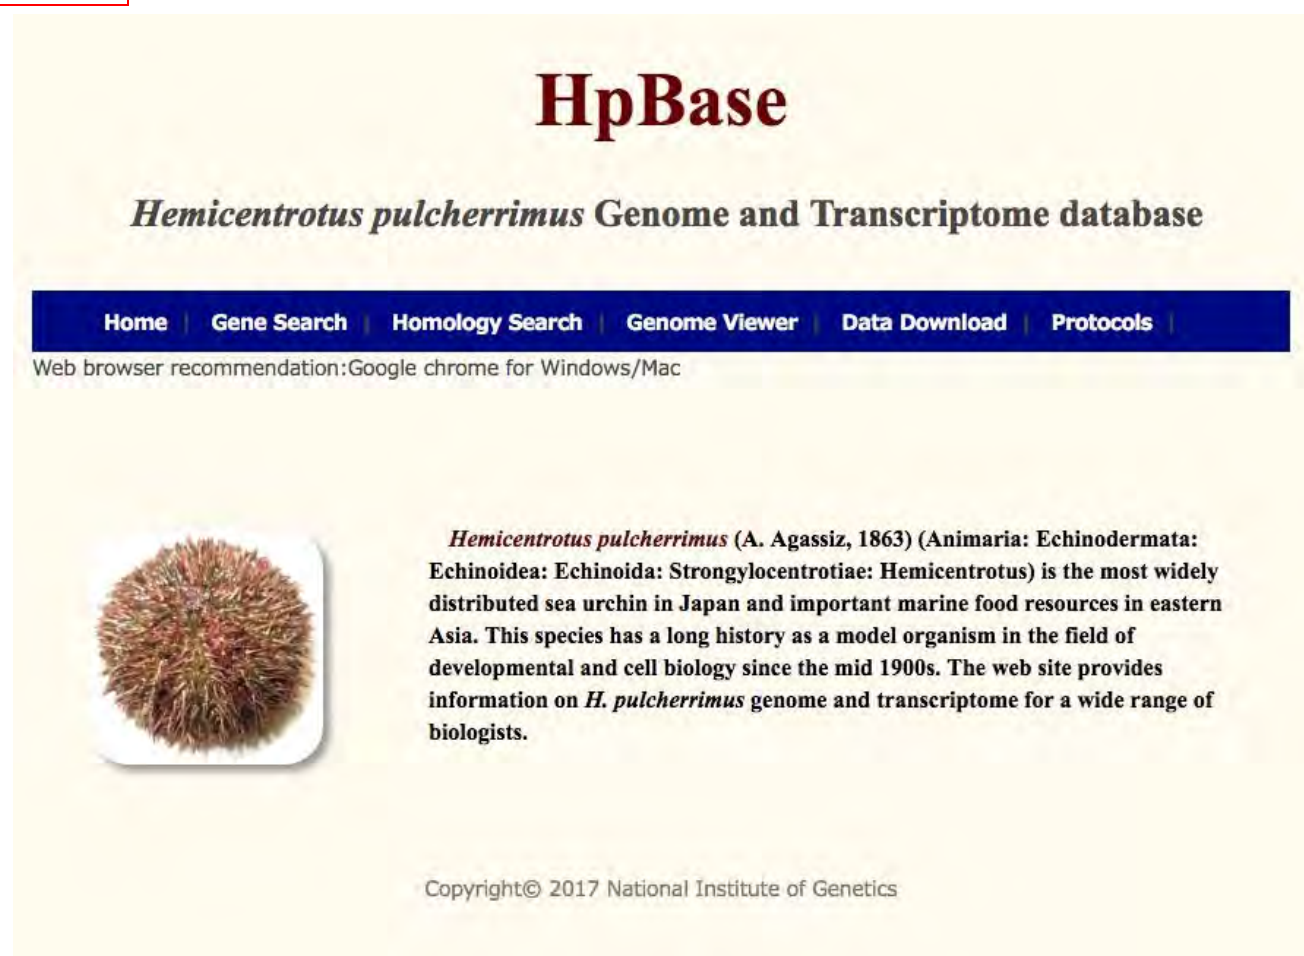 HpBase
Hemicentrotus pulcherrimus Genome and Transcriptome database
Home | Gene Search | Homology Search | Genome Viewer | Data Download | Protocols |
Web browser recommendation:Google chrome for Windows/Mac
Hemicentrotus pulcherrimus (A. Agassiz, 1863) (Animaria: Echinodermata:
Echinoidea: Echinoida: Strongylocentrotiae: Hemicentrotus) is the most widely
distributed sea urchin in Japan and important marine food resources in eastern
Asia. This species has a long history as a model organism in the field of
developmental and cell biology since the mid 1900s. The web site provides
information on H. pulcherrimus genome and transcriptome for a wide range of
biologists.
Copyright© 2017 National Institute of Genetics